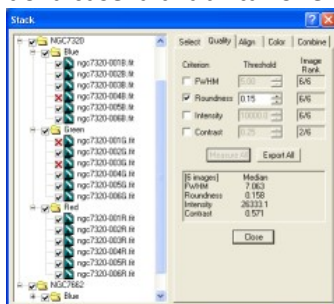 Stack
NGC7320
Blue
ngc7320-001B.fit
ngc7320-002B.fit
ngc7320-003B.fit
ngc7320-004B.fit
ngc7320-005B.fit
ngc7320-006B.fit
Green
ngc7320-001G.fit
ngc7320-002G.fit
ngc7320-003G.fit
ngc7320-004G.fit
ngc7320-005G.fit
ngc7320-006G.fit
Red
ngc7320-001R.fit
ngc7320-002R.fit
ngc7320-003R.fit
ngc7320-004R.fit
ngc7320-005R.fit
ngc7320-006R.fit
NGC7662
Blue
Select Quality Align Color Combine
Criterion Threshold Image Rank
FWHM 5.00 6/6
Roundness 0.15 6/6
Intensity 10000.0 6/6
Contrast 0.25 2/6
Measure All Export All
[6 images] Median
FWHM 7.063
Roundness 0.158
Intensity 26333.1
Contrast 0.571
Close